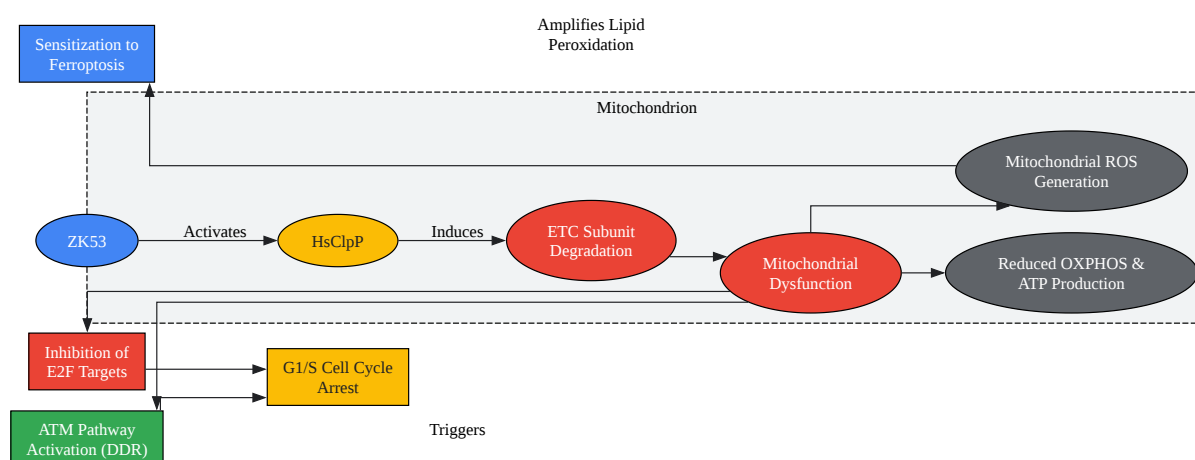 Amplifies Lipid
Peroxidation
Sensitization to
Ferroptosis
Mitochondrion
Mitochondrial ROS
Generation
ZK53
Activates
HsClpP
Induces
ETC Subunit
Degradation
Mitochondrial
Dysfunction
Reduced OXPHOS &
ATP Production
Inhibition of
E2F Targets
G1/S Cell Cycle
Arrest
ATM Pathway
Activation (DDR)
Triggers